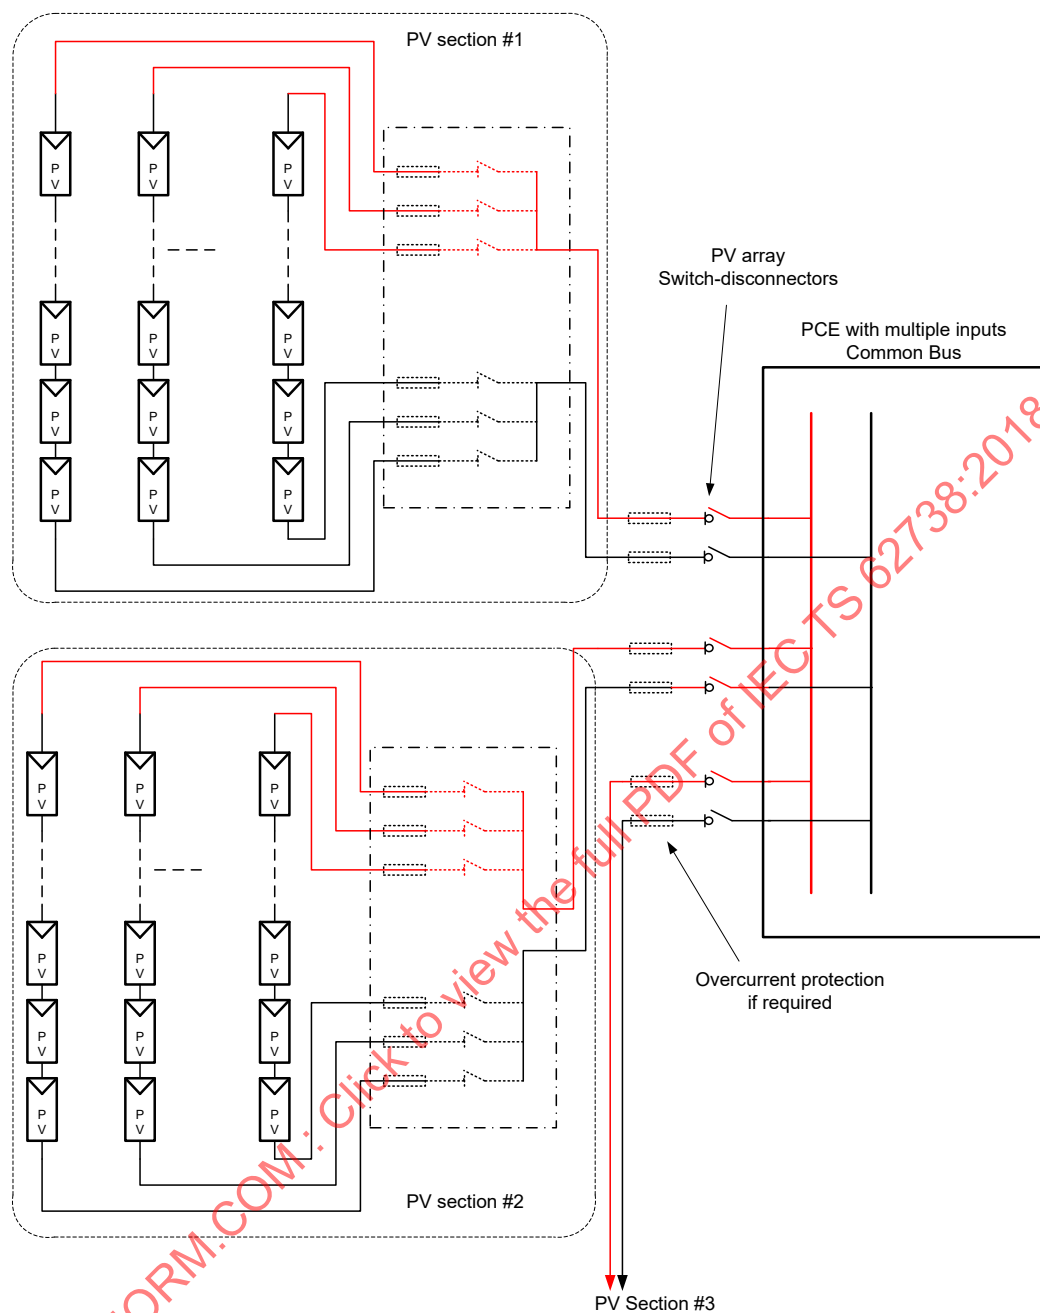 PV section #1
P P P
V V V
PV array
Switch-disconnectors
PCE with multiple inputs
Common Bus
P P P
V V V
P P P
V V V
P P P
V V V
P P P
V V V
P P P
V V V
Overcurrent protection
if required
P P P
V V V
P P P
V V V
PV section #2
PV Section #3
ORM.COM : Click to view the full PDF of IEC TS 62738:2018